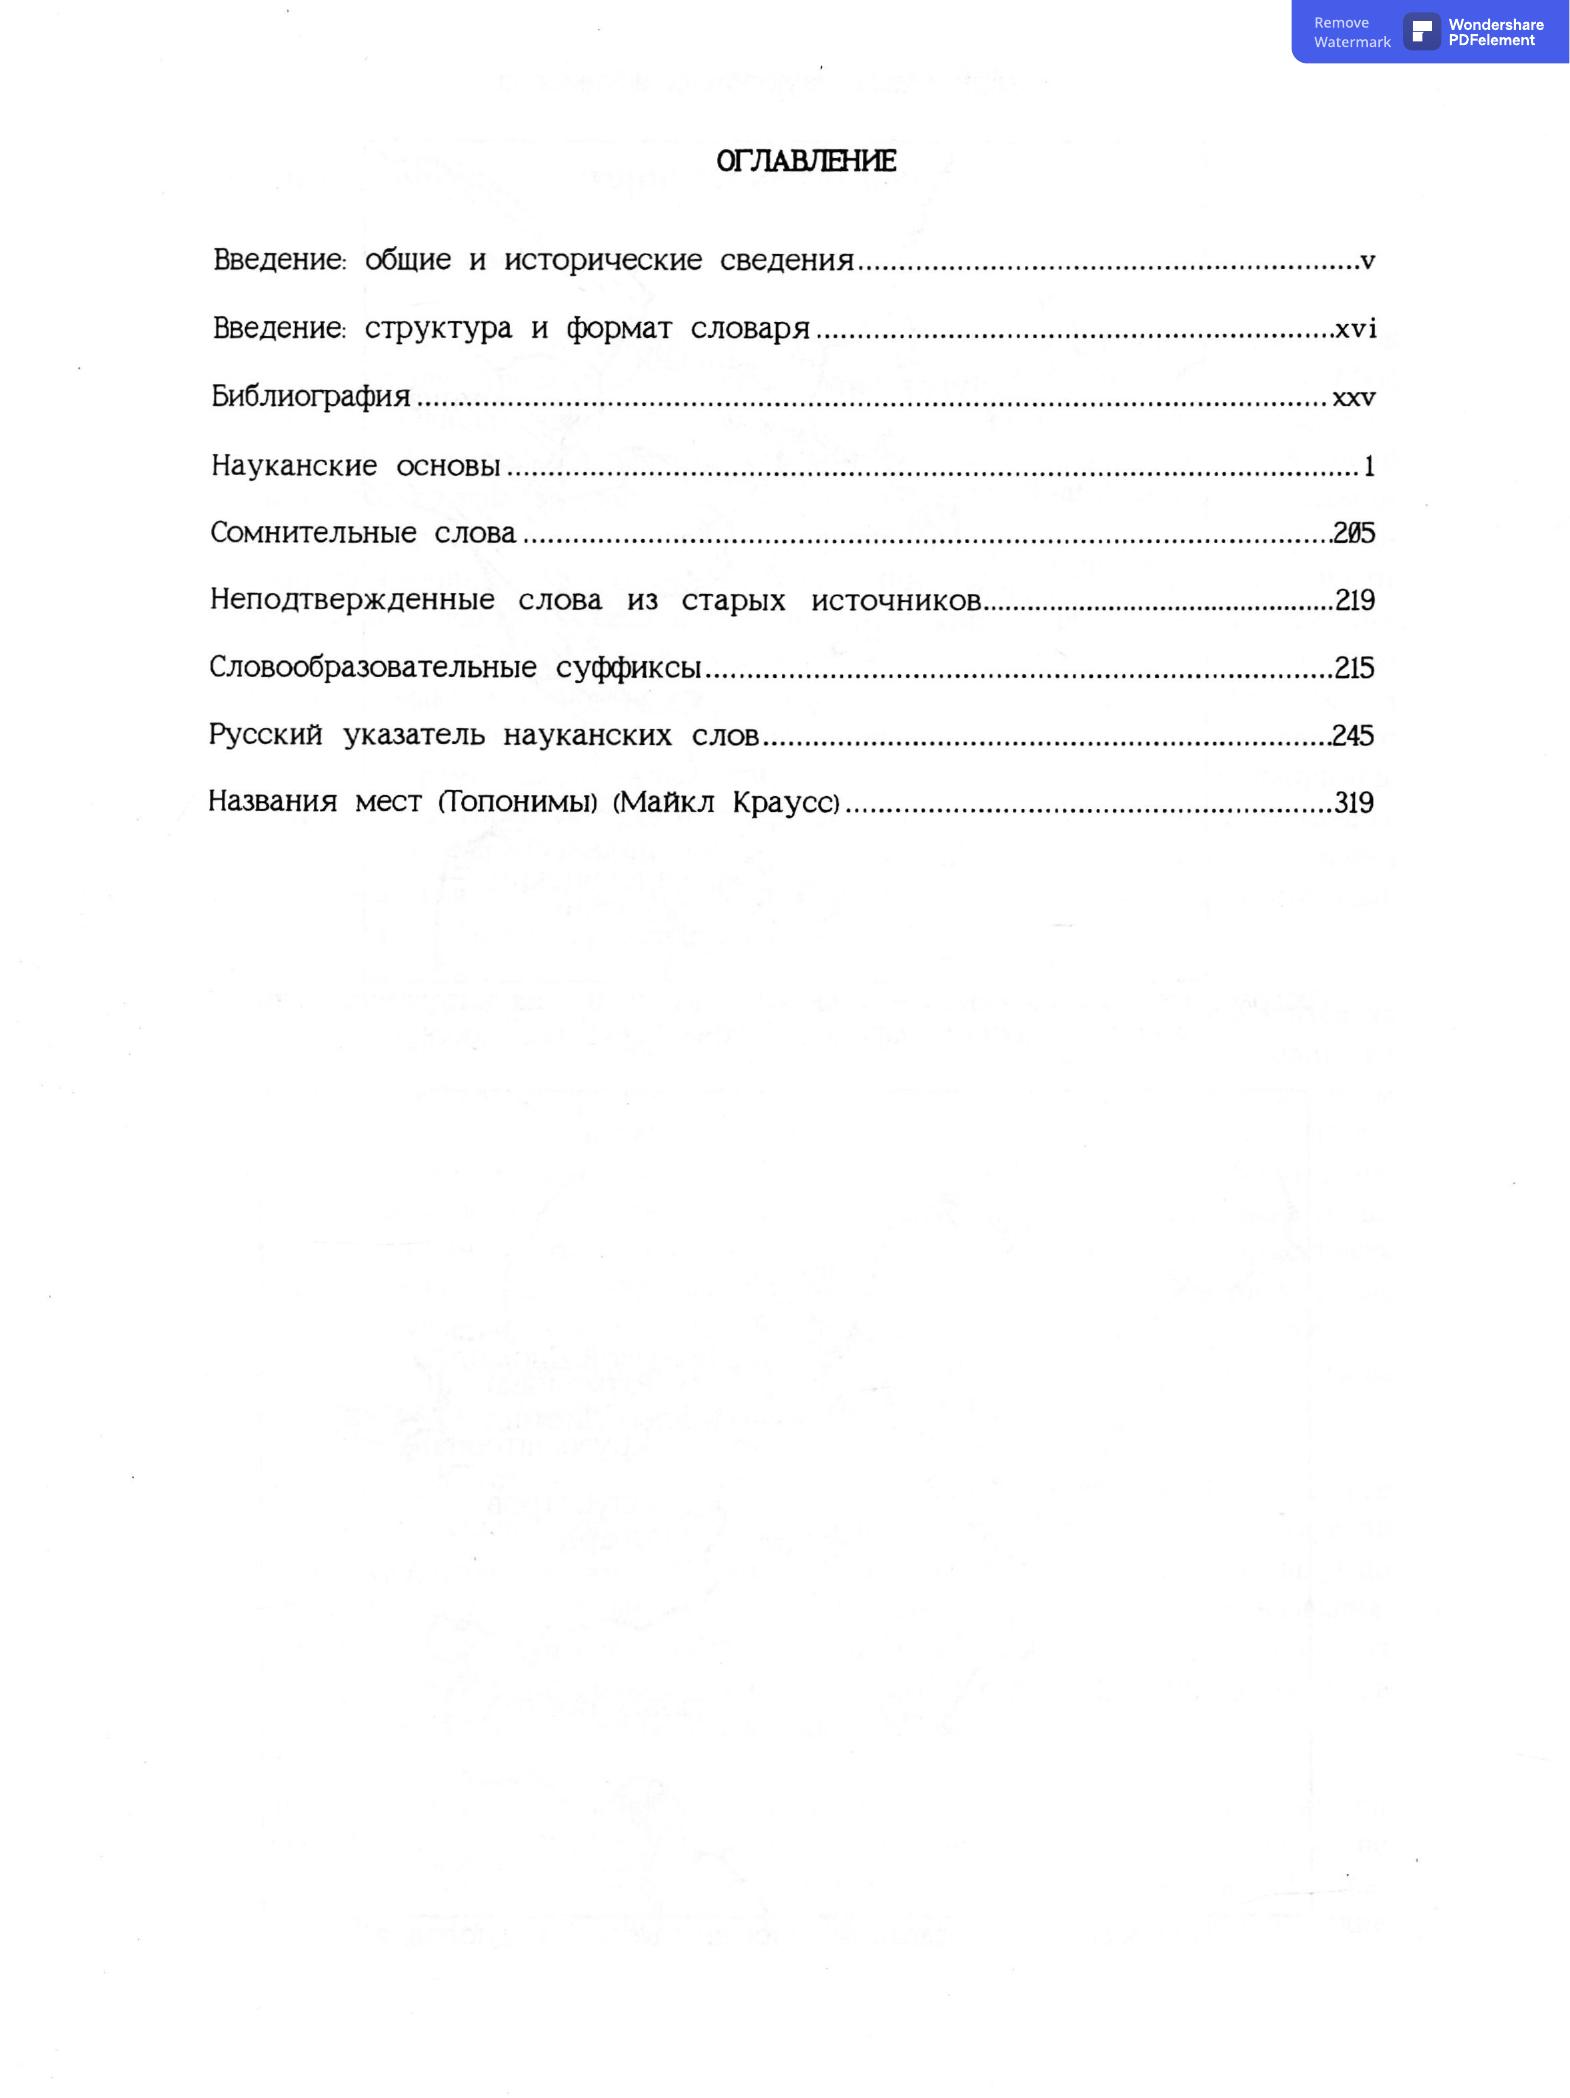 Remove
Watermark
Wondershare
PDFelement
ОГЛАВЛЕНИЕ
Введение: общие и исторические сведения..............................................................v
Введение: структура и формат словаря...............................................................xvi
Библиография................................................................................................................xxv
Науканские основы........................................................................................................1
Сомнительные слова...................................................................................................205
Неподтвержденные слова из старых источников...........................................219
Словообразовательные суффиксы............................................................................215
Русский указатель науканских слов.....................................................................245
Названия мест (Топонимы) (Майкл Краусс)...........................................................319